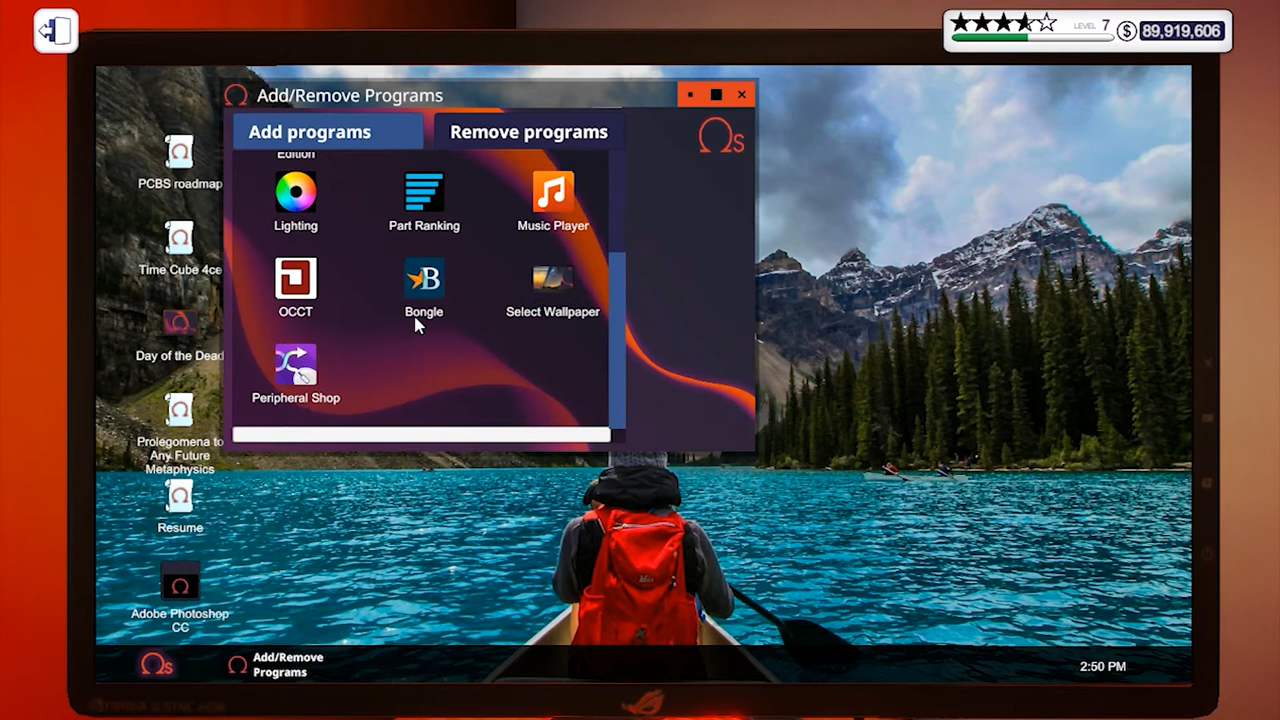 LEVEL 7
$ 89,919,606
Add/Remove Programs
Add programs
Remove programs
Ωs
Edition
Lighting
Part Ranking
Music Player
OCCT
B
Bongle
Select Wallpaper
Peripheral Shop
PCBS roadmap
Time Cube 4ce
Day of the Dead
Prolegomena to
Any Future
Metaphysics
Resume
Adobe Photoshop
CC
Ωs
Add/Remove
Programs
2:50 PM